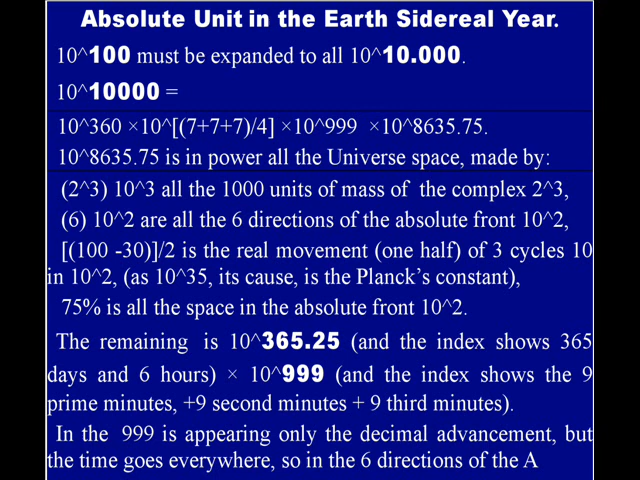 Absolute Unit in the Earth Sidereal Year.
10^100 must be expanded to all 10^10.000.
10^10000 =
10^360 ×10^[(7+7+7)/4] ×10^999 ×10^8635.75.
10^8635.75 is in power all the Universe space, made by:
(2^3) 10^3 all the 1000 units of mass of the complex 2^3,
(6) 10^2 are all the 6 directions of the absolute front 10^2,
[(100 -30)]/2 is the real movement (one half) of 3 cycles 10
in 10^2, (as 10^35, its cause, is the Planck's constant),
75% is all the space in the absolute front 10^2.
The remaining is 10^365.25 (and the index shows 365
days and 6 hours) × 10^999 (and the index shows the 9
prime minutes, +9 second minutes + 9 third minutes).
In the 999 is appearing only the decimal advancement, but
the time goes everywhere, so in the 6 directions of the A